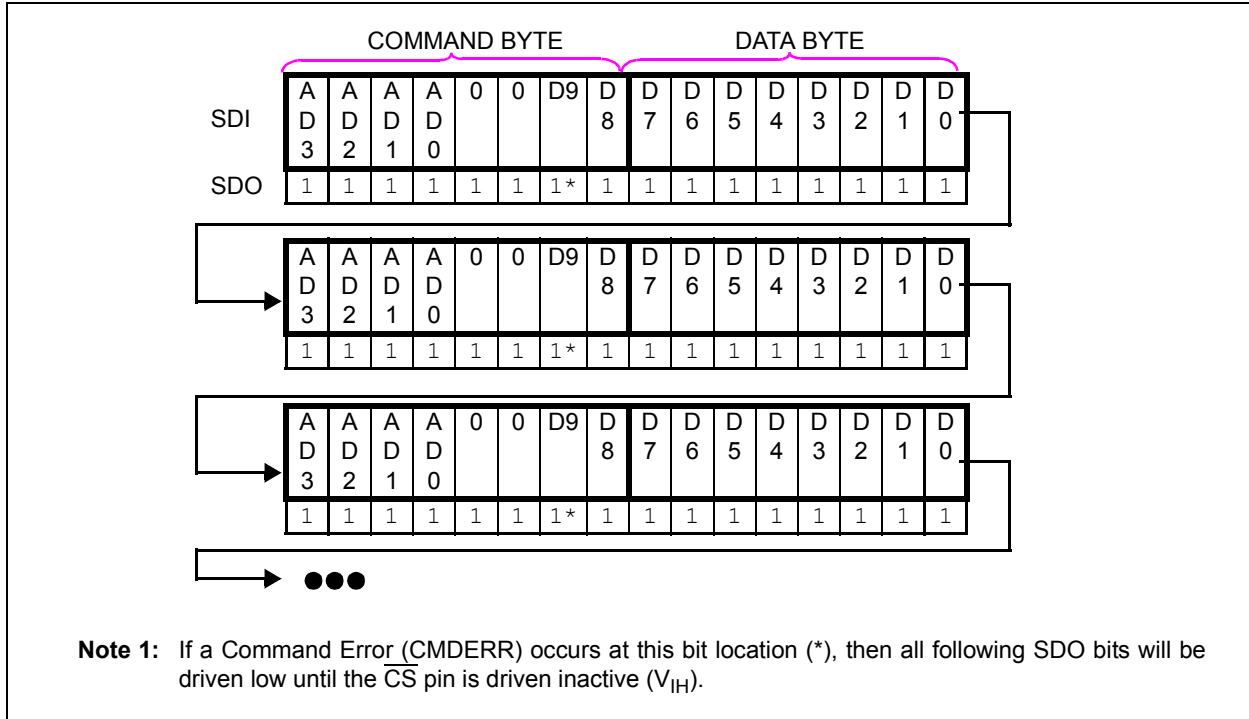 COMMAND BYTE DATA BYTE
SDI A A A A 0 0 D9 D D D D D D D D D
D D D D 8 7 6 5 4 3 2 1 0
3 2 1 0
SDO 1 1 1 1 1 1 1* 1 1 1 1 1 1 1 1 1
A A A A 0 0 D9 D D D D D D D D D
D D D D 8 7 6 5 4 3 2 1 0
3 2 1 0
1 1 1 1 1 1 1* 1 1 1 1 1 1 1 1 1
A A A A 0 0 D9 D D D D D D D D D
D D D D 8 7 6 5 4 3 2 1 0
3 2 1 0
1 1 1 1 1 1 1* 1 1 1 1 1 1 1 1 1
Note 1: If a Command Error (CMDERR) occurs at this bit location (*), then all following SDO bits will be
driven low until the CS pin is driven inactive (VIH).